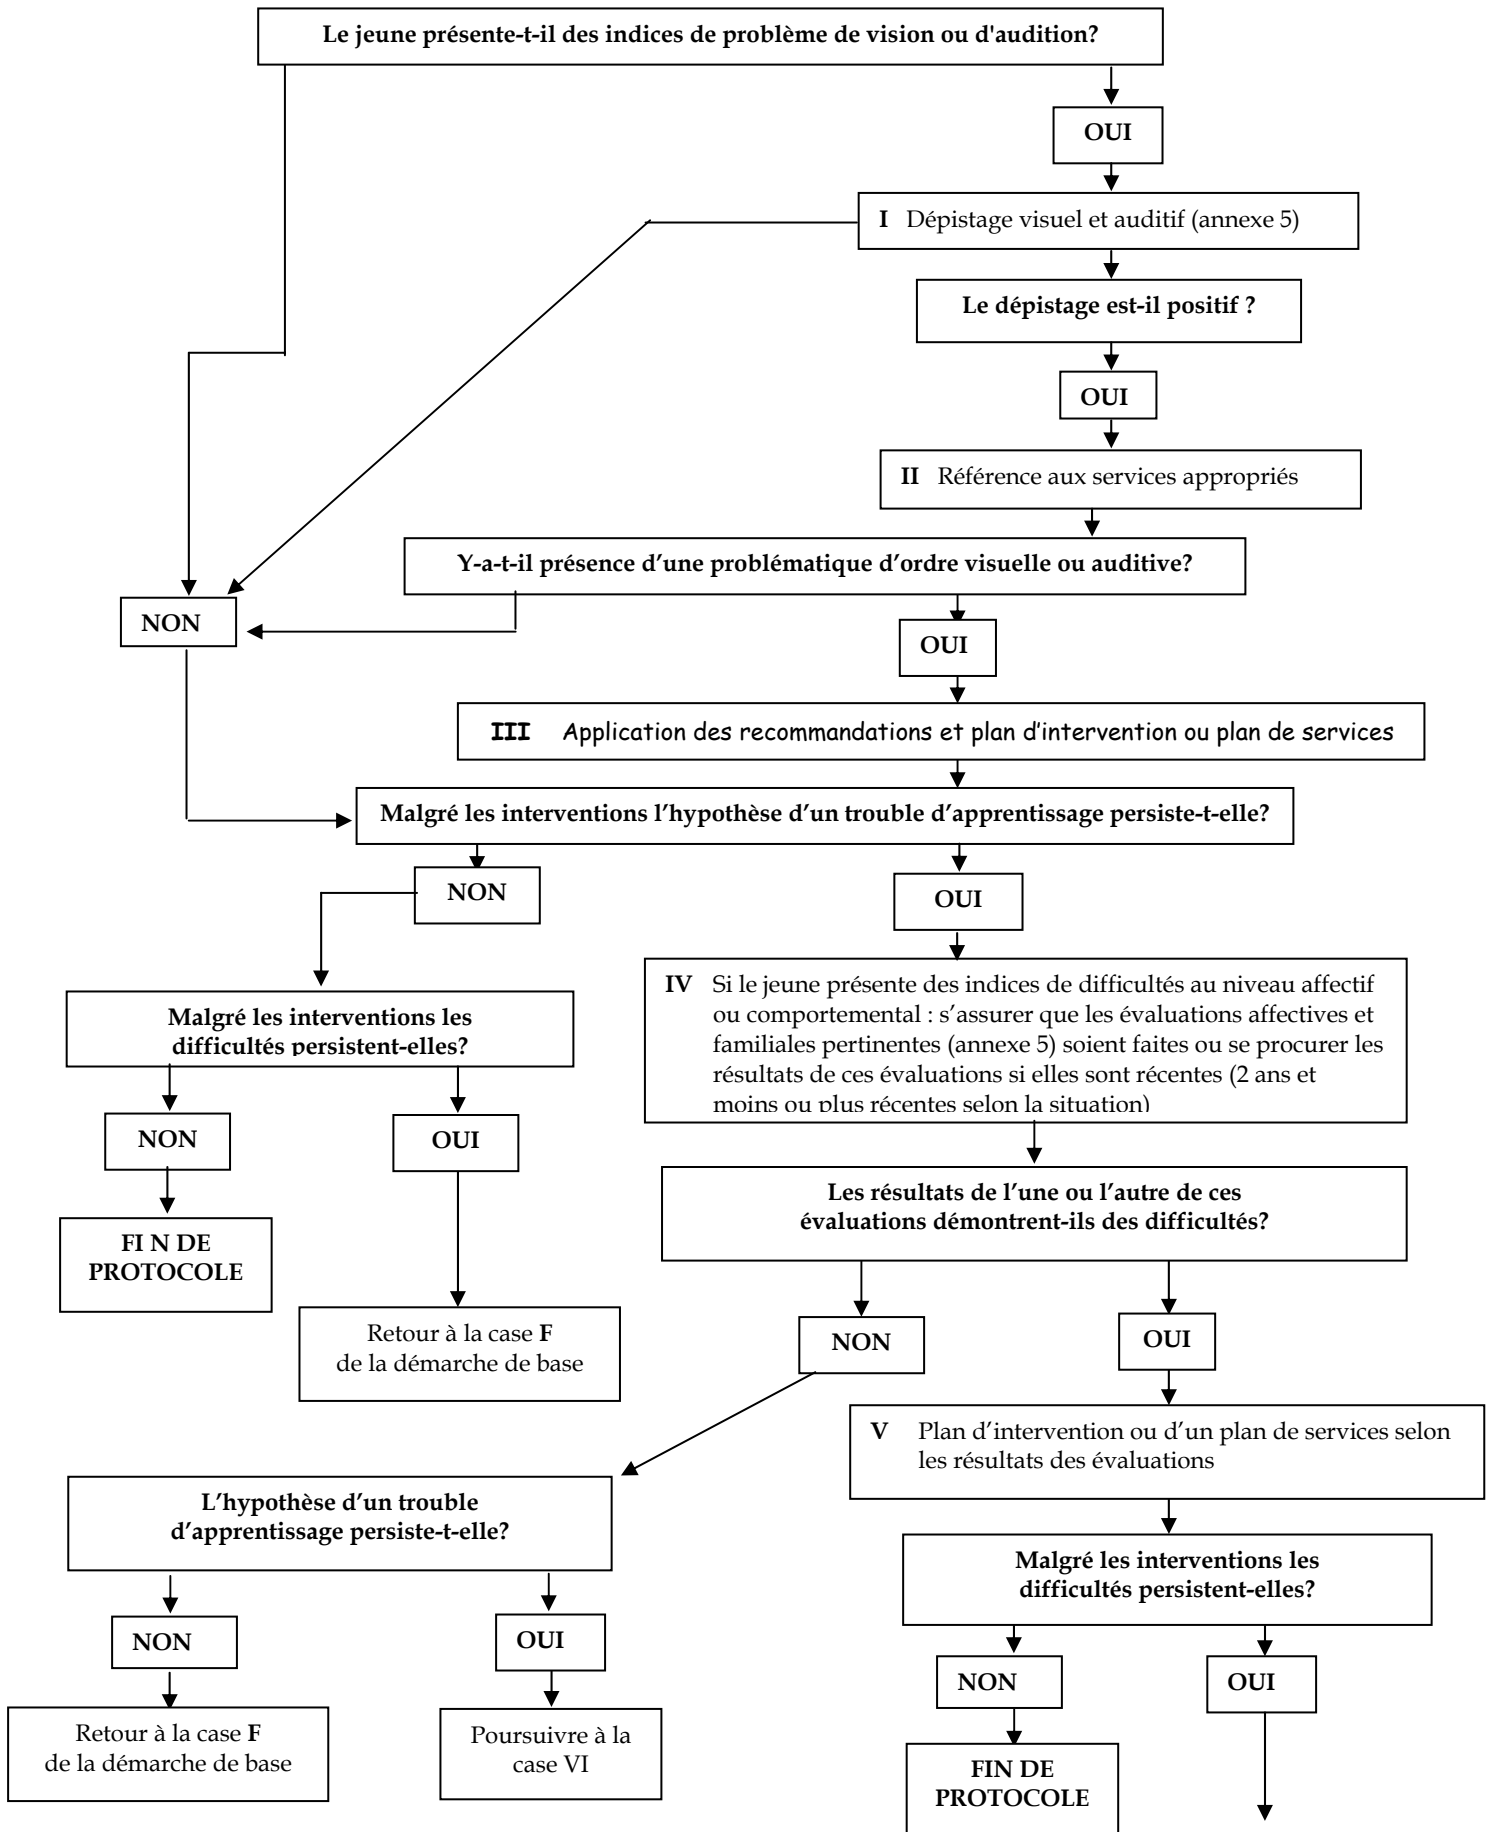 Le jeune présente-t-il des indices de problème de vision ou d'audition?
OUI
I Dépistage visuel et auditif (annexe 5)
Le dépistage est-il positif ?
OUI
II Référence aux services appropriés
Y-a-t-il présence d’une problématique d’ordre visuelle ou auditive?
NON
OUI
III Application des recommandations et plan d’intervention ou plan de services
Malgré les interventions l’hypothèse d’un trouble d’apprentissage persiste-t-elle?
NON
OUI
IV Si le jeune présente des indices de difficultés au niveau affectif
ou comportemental : s’assurer que les évaluations affectives et
familiales pertinentes (annexe 5) soient faites ou se procurer les
résultats de ces évaluations si elles sont récentes (2 ans et
moins ou plus récentes selon la situation)
Malgré les interventions les
difficultés persistent-elles?
NON
OUI
FI N DE
PROTOCOLE
Retour à la case F
de la démarche de base
Les résultats de l’une ou l’autre de ces
évaluations démontrent-ils des difficultés?
NON
OUI
V Plan d’intervention ou d’un plan de services selon
les résultats des évaluations
L’hypothèse d’un trouble
d’apprentissage persiste-t-elle?
NON
OUI
Retour à la case F
de la démarche de base
Poursuivre à la
case VI
Malgré les interventions les
difficultés persistent-elles?
NON
OUI
FIN DE
PROTOCOLE